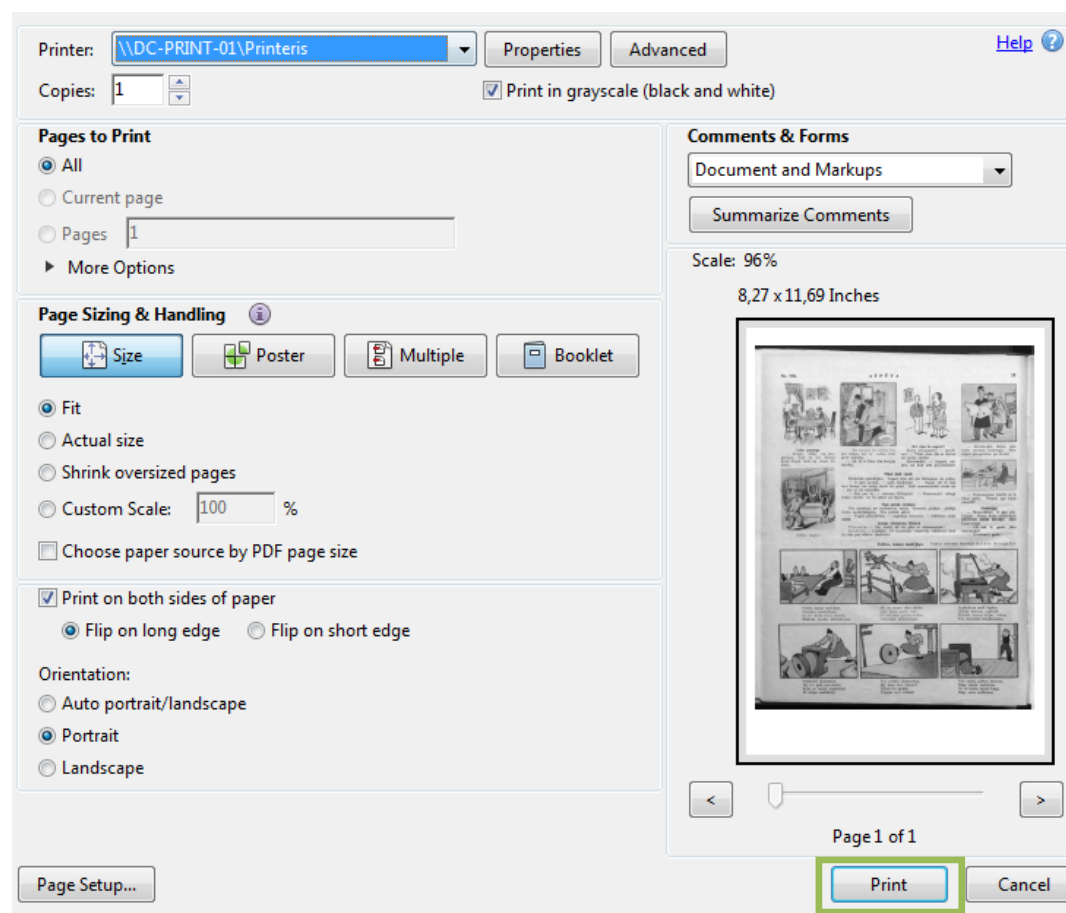 Printer: \\DC-PRINT-01\Printeris Properties Advanced Help
Copies: 1 Print in grayscale (black and white)
Pages to Print
All
Current page
Pages 1
More Options
Page Sizing & Handling
Size Poster Multiple Booklet
Fit
Actual size
Shrink oversized pages
Custom Scale: 100 %
Choose paper source by PDF page size
Print on both sides of paper
Flip on long edge Flip on short edge
Orientation:
Auto portrait/landscape
Portrait
Landscape
Comments & Forms
Document and Markups
Summarize Comments
Scale: 96%
8,27 x 11,69 Inches
< >
Page 1 of 1
Page Setup... Print Cancel